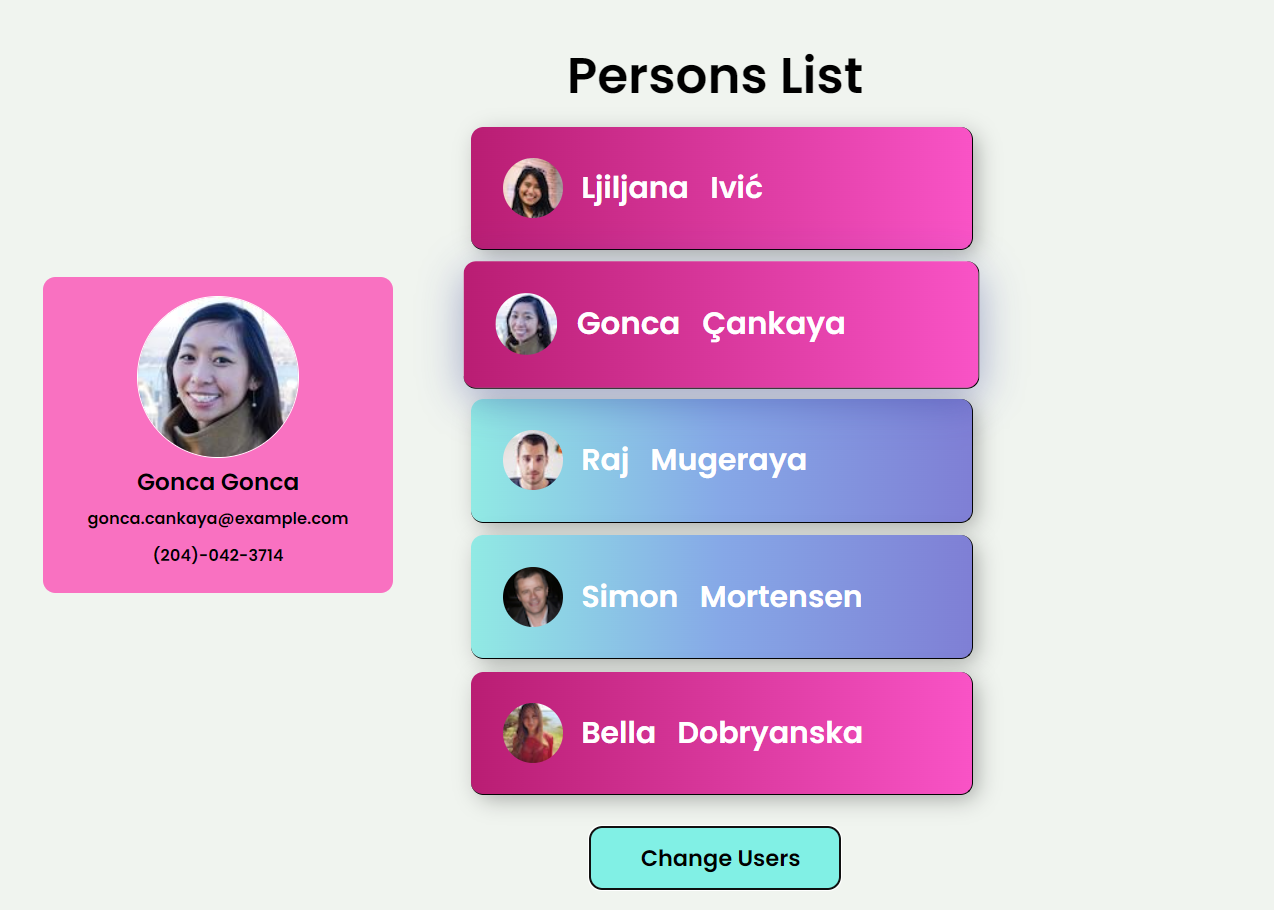 Persons List
Ljiljana Ivić
Gonca Çankaya
Raj Mugeraya
Simon Mortensen
Bella Dobryanska
Change Users
Gonca Gonca
gonca.cankaya@example.com
(204)-042-3714